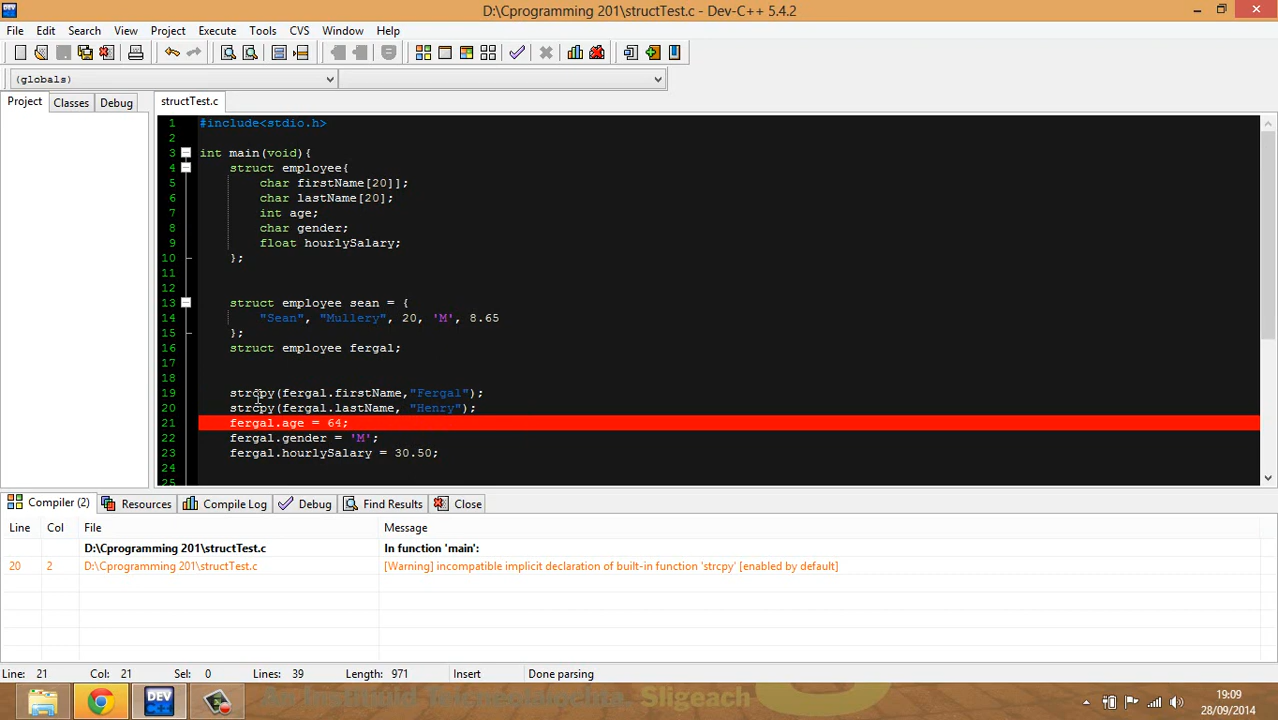 D:\Cprogramming 201\structTest.c - Dev-C++ 5.4.2
File Edit Search View Project Execute Tools CVS Window Help
(globals)
Project Classes Debug structTest.c
1 #include<stdio.h>
2
3 int main(void){
4 struct employee{
5 char firstName[20]];
6 char lastName[20];
7 int age;
8 char gender;
9 float hourlySalary;
10 };
11
12
13 struct employee sean = {
14 "Sean", "Mullery", 20, 'M', 8.65
15 };
16 struct employee fergal;
17
18
19 strcpy(fergal.firstName,"Fergal");
20 strcpy(fergal.lastName, "Henry");
21 fergal.age = 64;
22 fergal.gender = 'M';
23 fergal.hourlySalary = 30.50;
24
25
Compiler (2) Resources Compile Log Debug Find Results Close
Line Col File Message
D:\Cprogramming 201\structTest.c In function 'main':
20 2 D:\Cprogramming 201\structTest.c [Warning] incompatible implicit declaration of built-in function 'strcpy' [enabled by default]
Line: 21 Col: 21 Sel: 0 Lines: 39 Length: 971 Insert Done parsing
DEV Sligeach 19:09
28/09/2014